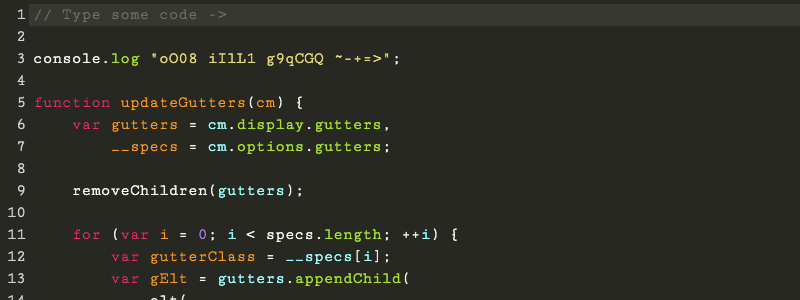 1 // Type some code ->
2
3 console.log "oO08 iIlL1 g9qCGQ ~-+=>";
4
5 function updateGutters(cm) {
6     var gutters = cm.display.gutters,
7         __specs = cm.options.gutters;
8
9     removeChildren(gutters);
10
11     for (var i = 0; i < specs.length; ++i) {
12         var gutterClass = __specs[i];
13         var gElt = gutters.appendChild(
14             elt(